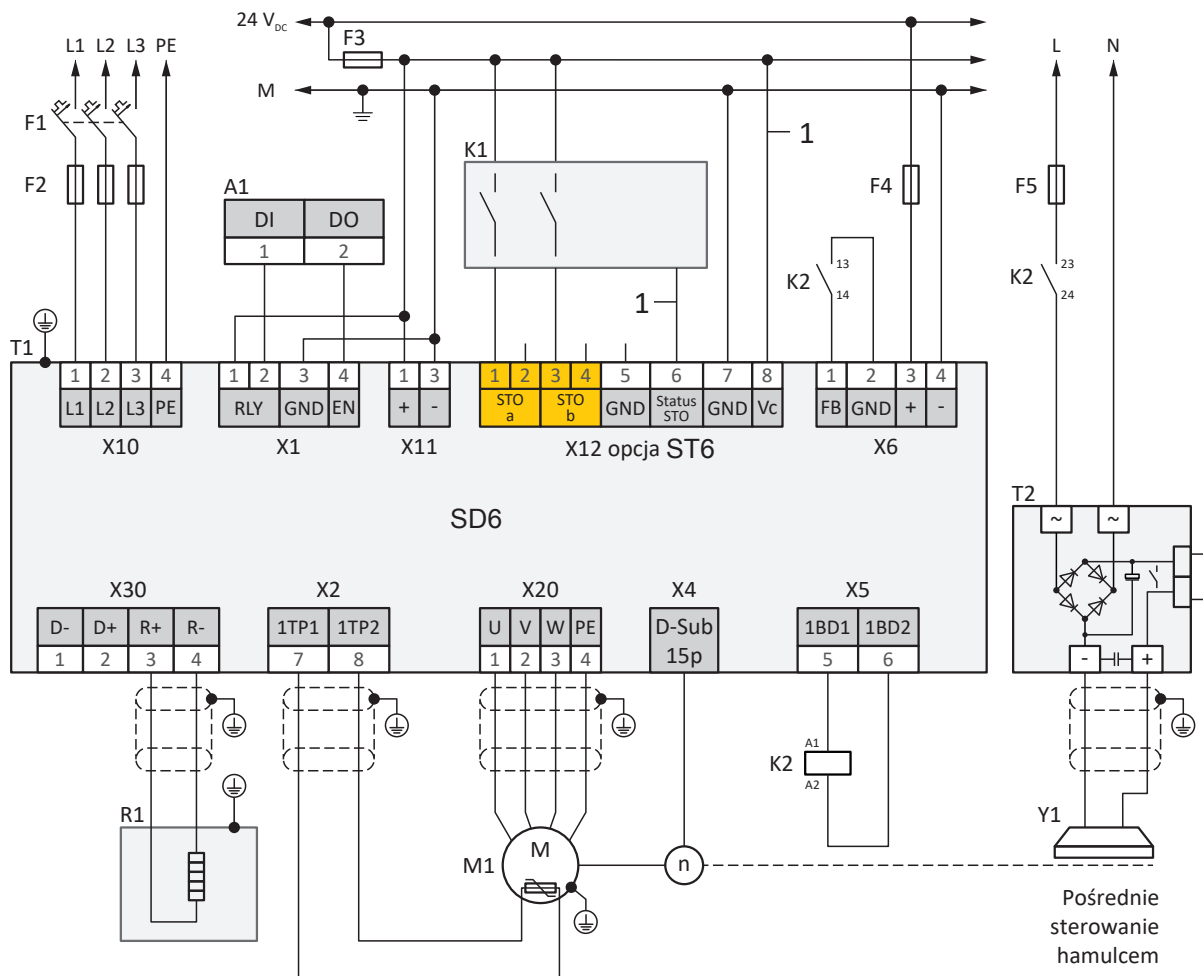 24 V DC
F3
L1 L2 L3 PE
L N
M
F1
K1
1
F2
A1
F4
F5
DI DO
1 2
K2
13
14
K2
23
24
1
T1
1 2 3 4
1 2 3 4
1 3
1 2 3 4 5 6 7 8
1 2 3 4
L1 L2 L3 PE
RLY GND EN
+ -
STO a STO b GND Status STO GND Vc
FB GND + -
X10 X1 X11 X12 opcja ST6 X6
T2
~ ~
SD6
X30 X2 X20 X4 X5
D- D+ R+ R-
1TP1 1TP2
U V W PE
D-Sub 15p
1BD1 1BD2
1 2 3 4
7 8
1 2 3 4
5 6
- +
A1
K2
A2
R1
Y1
M
M1
n
Pośrednie
sterowanie
hamulcem